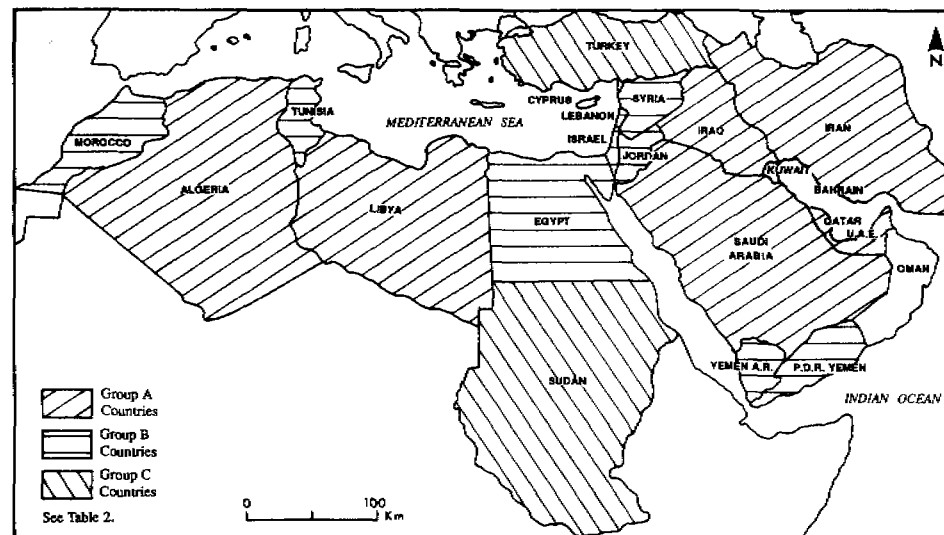 TURKEY
N
CYPRUS
SYRIA
LEBANON
TUNISIA
MEDITERRANEAN SEA
ISRAEL
IRAQ
IRAN
MOROCCO
JORDAN
KUWAIT
ALGERIA
BAHRAIN
LIBYA
EGYPT
QATAR
U.A.E.
SAUDI
ARABIA
OMAN
YEMEN A.R.
P.D.R. YEMEN
SUDAN
INDIAN OCEAN
Group A
Countries
Group B
Countries
Group C
Countries
See Table 2.
0 100
Km